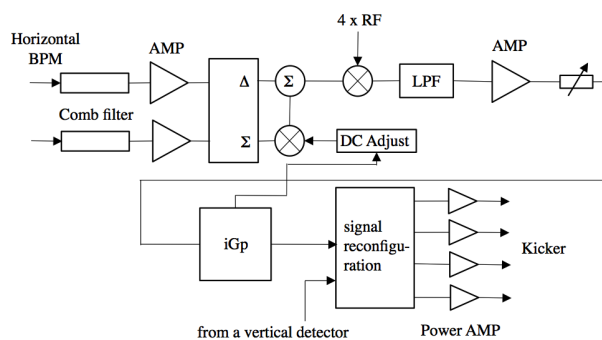 4 x RF
Horizontal
BPM
AMP
AMP
Δ
Σ
LPF
Comb filter
Σ
DC Adjust
iGp
signal
reconfigu-
ration
Kicker
from a vertical detector
Power AMP